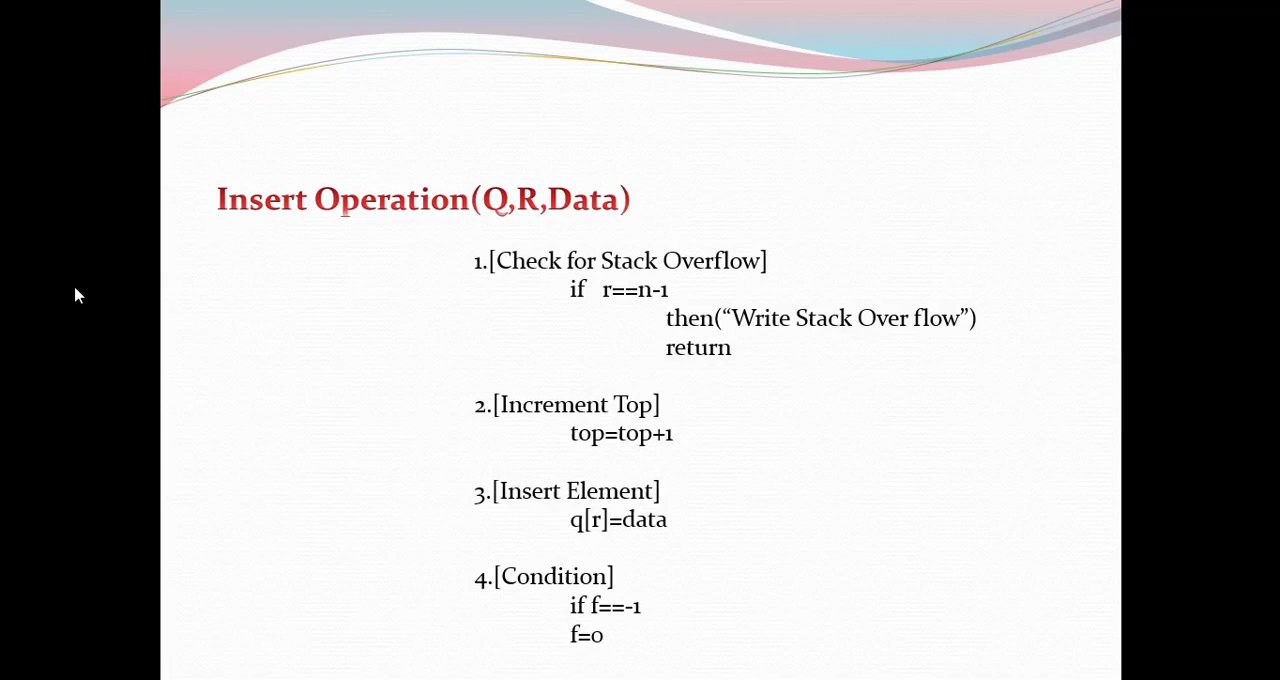 Insert Operation(Q,R,Data)
1.[Check for Stack Overflow]
if r==n-1
then(“Write Stack Over flow”)
return
2.[Increment Top]
top=top+1
3.[Insert Element]
q[r]=data
4.[Condition]
if f==-1
f=0